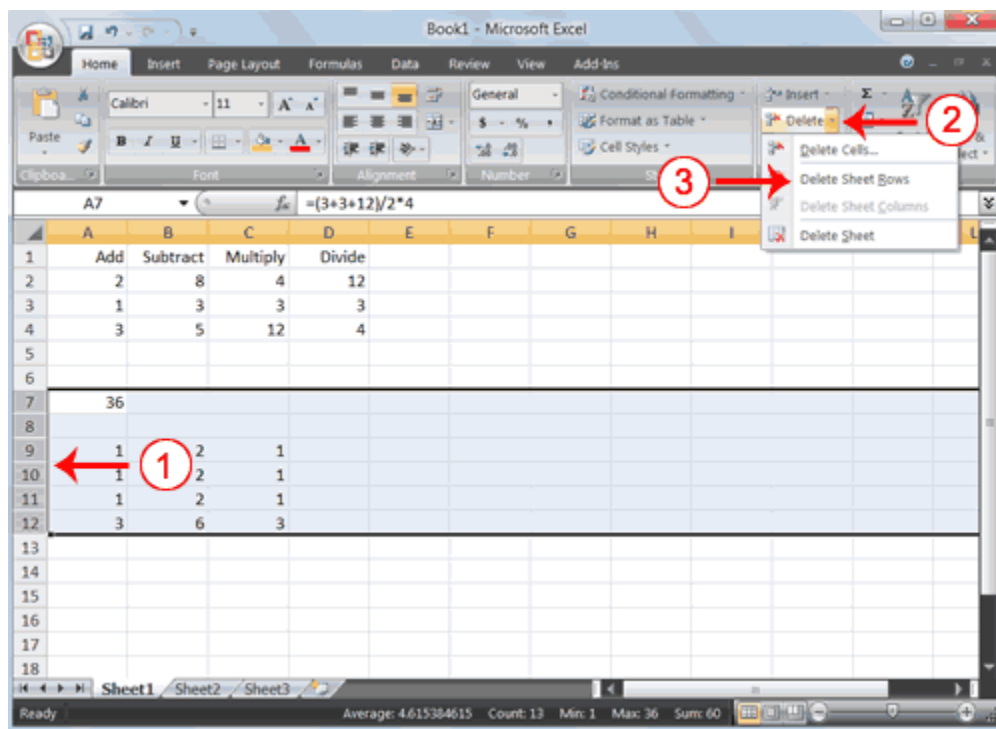 Book1 - Microsoft Excel
Home Insert Page Layout Formulas Data Review View Add-Ins
Calibri 11 A A General Conditional Formatting Insert Σ
Paste B I U A $ % , Format as Table Delete 2
Cell Styles Delete Cells...
3 Delete Sheet Rows
Clipboa... Font Alignment Number Delete Sheet Columns
A7 fx =(3+3+12)/2*4 Delete Sheet
A B C D E F G H I L
1 Add Subtract Multiply Divide
2 2 8 4 12
3 1 3 3 3
4 3 5 12 4
5
6
7 36
8
9 1 2 1
1
10 1 2 1
11 1 2 1
12 3 6 3
13
14
15
16
17
18
Sheet1 Sheet2 Sheet3
Ready Average: 4.615384615 Count: 13 Min: 1 Max: 36 Sum: 60